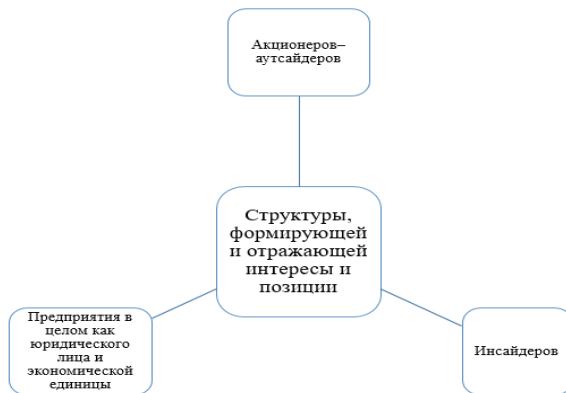 Акционеров–
аутсайдеров
Структуры,
формирующей
и отражающей
интересы и
позиции
Предприятия в
целом как
юридического
лица и
экономической
единицы
Инсайдеров